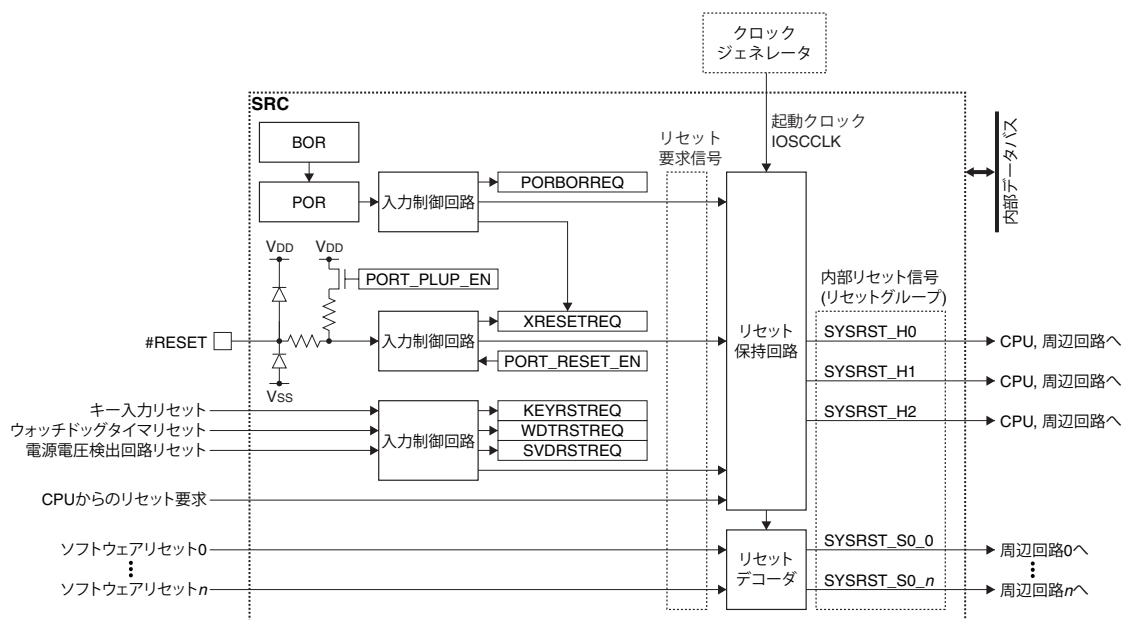 クロック
ジェネレータ
SRC
起動クロック
IOSCCLK
リセット
要求信号
内部データバス
BOR
POR
入力制御回路
PORBORREQ
VDD
VDD
PORT_PLUP_EN
内部リセット信号
(リセットグループ)
#RESET
入力制御回路
XRESETREQ
PORT_RESET_EN
VSS
リセット
保持回路
SYSRST_H0
CPU, 周辺回路へ
SYSRST_H1
CPU, 周辺回路へ
SYSRST_H2
CPU, 周辺回路へ
キー入力リセット
ウォッチドッグタイマリセット
電源電圧検出回路リセット
入力制御回路
KEYRSTREQ
WDTRSTREQ
SVDRSTREQ
CPUからのリセット要求
ソフトウェアリセット0
ソフトウェアリセットn
リセット
デコーダ
SYSRST_S0_0
周辺回路0へ
SYSRST_S0_n
周辺回路nへ